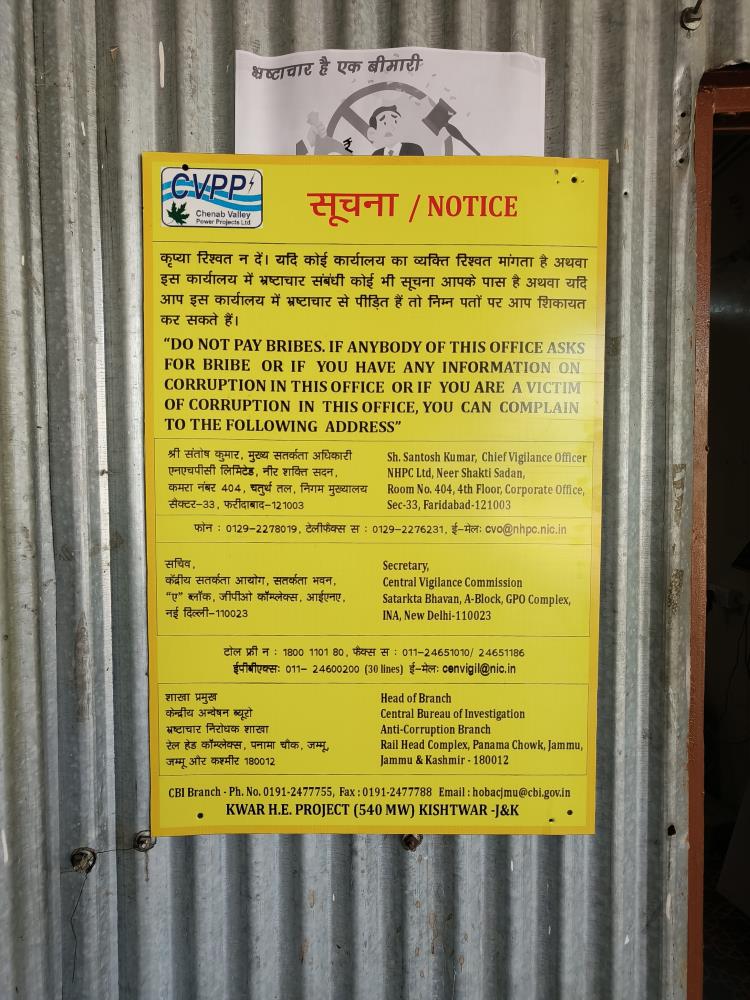 भ्रष्टाचार है एक बीमारी
₹
CVPP
Chenab Valley
Power Projects Ltd
सूचना / NOTICE
कृप्या रिश्वत न दें। यदि कोई कार्यालय का व्यक्ति रिश्वत मांगता है अथवा
इस कार्यालय में भ्रष्टाचार संबंधी कोई भी सूचना आपके पास है अथवा यदि
आप इस कार्यालय में भ्रष्टाचार से पीड़ित हैं तो निम्न पतों पर आप शिकायत
कर सकते हैं।
“DO NOT PAY BRIBES. IF ANYBODY OF THIS OFFICE ASKS
FOR BRIBE OR IF YOU HAVE ANY INFORMATION ON
CORRUPTION IN THIS OFFICE OR IF YOU ARE A VICTIM
OF CORRUPTION IN THIS OFFICE, YOU CAN COMPLAIN
TO THE FOLLOWING ADDRESS”
श्री संतोष कुमार, मुख्य सतर्कता अधिकारी
एनएचपीसी लिमिटेड, नीर शक्ति सदन,
कमरा नंबर 404, चतुर्थ तल, निगम मुख्यालय
सैक्टर-33, फरीदाबाद-121003
Sh. Santosh Kumar, Chief Vigilance Officer
NHPC Ltd, Neer Shakti Sadan,
Room No. 404, 4th Floor, Corporate Office,
Sec-33, Faridabad-121003
फोन : 0129-2278019, टेलीफैक्स स : 0129-2276231, ई-मेलः cvo@nhpc.nic.in
सचिव,
केंद्रीय सतर्कता आयोग, सतर्कता भवन,
“ए” ब्लॉक, जीपीओ कॉम्लेक्स, आईएनए,
नई दिल्ली-110023
Secretary,
Central Vigilance Commission
Satarkta Bhavan, A-Block, GPO Complex,
INA, New Delhi-110023
टोल फ्री न : 1800 1101 80, फैक्स स : 011-24651010/ 24651186
ईपीबीएक्सः 011- 24600200 (30 lines) ई-मेलः cenvigil@nic.in
शाखा प्रमुख
केन्द्रीय अन्वेषन ब्यूरो
भ्रष्टाचार निरोधक शाखा
रेल हेड कॉम्प्लेक्स, पनामा चौक, जम्मू,
जम्मू और कश्मीर 180012
Head of Branch
Central Bureau of Investigation
Anti-Corruption Branch
Rail Head Complex, Panama Chowk, Jammu,
Jammu & Kashmir - 180012
CBI Branch - Ph. No. 0191-2477755, Fax : 0191-2477788 Email : hobacjmu@cbi.gov.in
KWAR H.E. PROJECT (540 MW) KISHTWAR -J&K